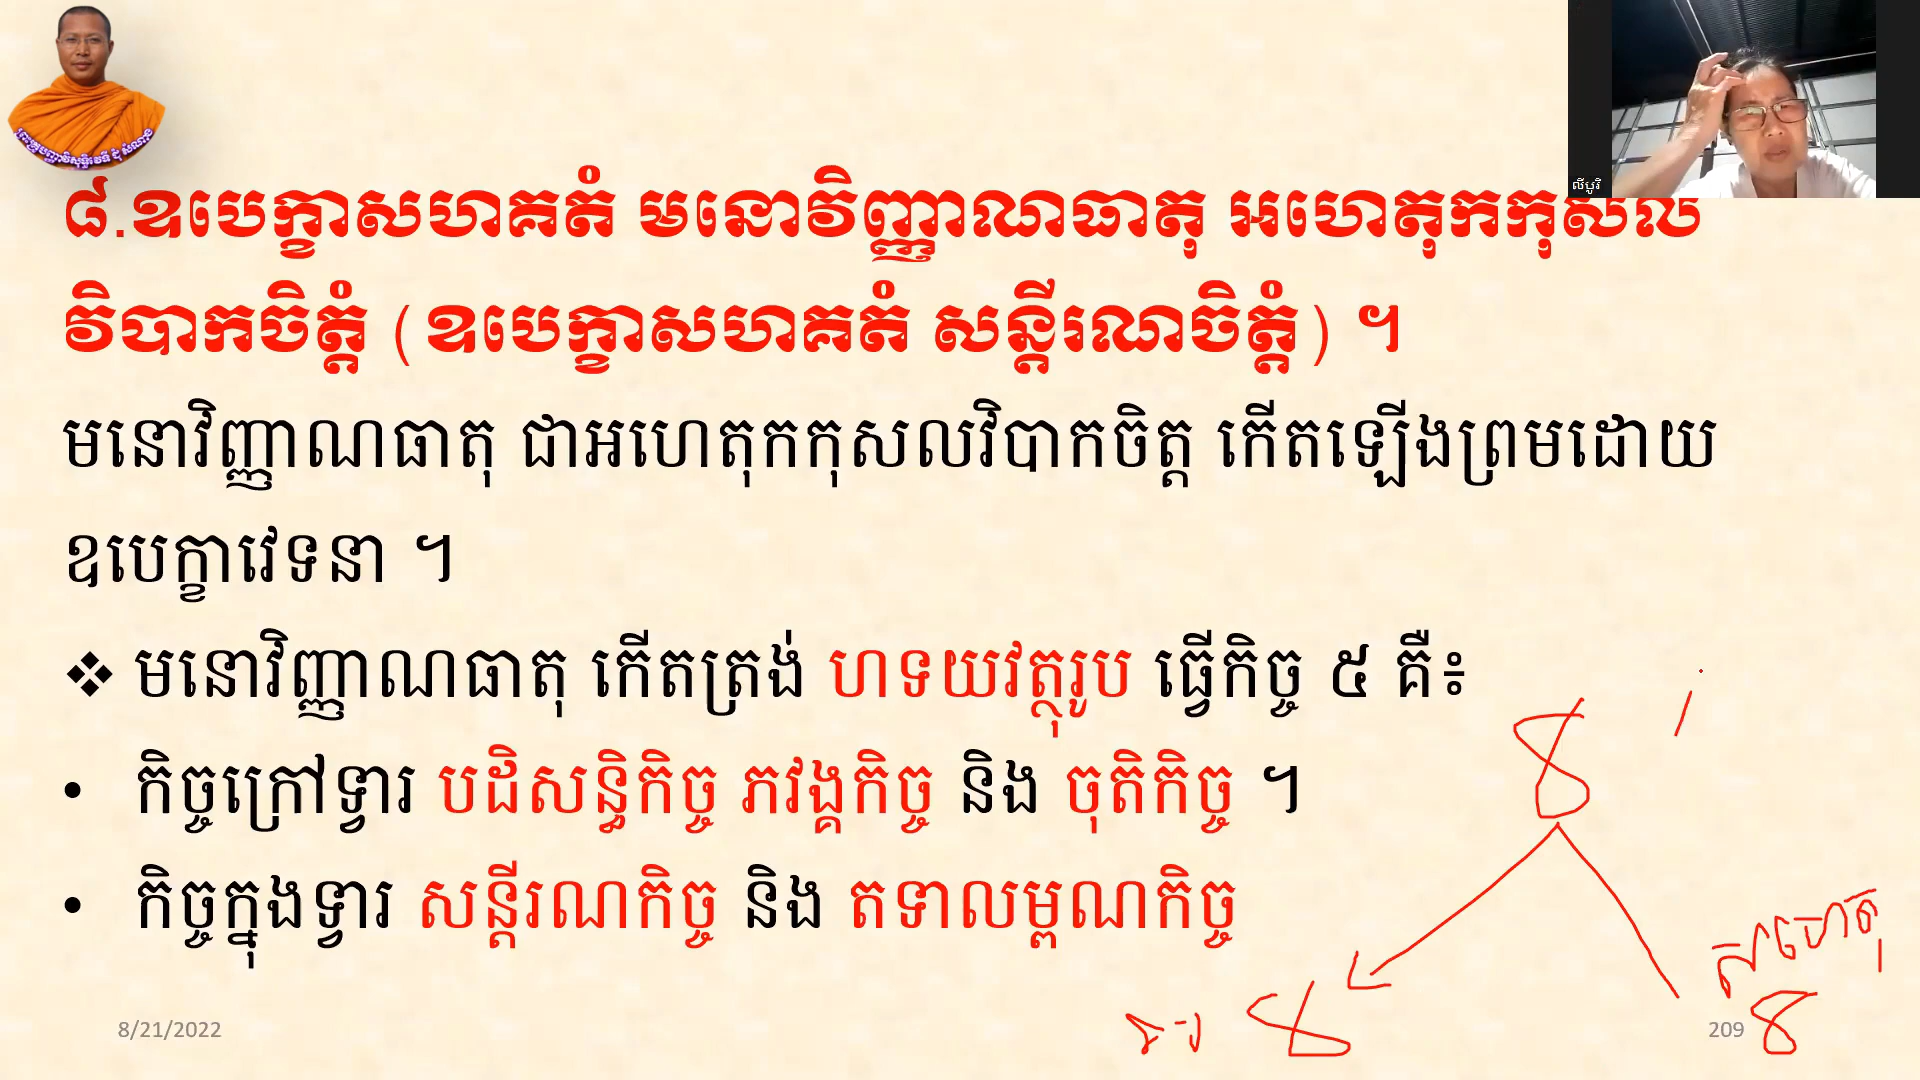 ៨.ឧបេក្ខាសហគតំ មនោវិញ្ញាណធាតុ អហេតុកកុសល
វិបាកចិត្តំ (ឧបេក្ខាសហគតំ សន្តីរណចិត្តំ) ។
មនោវិញ្ញាណធាតុ ជាអហេតុកកុសលវិបាកចិត្ត កើតឡើងព្រមដោយ
ឧបេក្ខាវេទនា ។
❖ មនោវិញ្ញាណធាតុ កើតត្រង់ ហទយវត្ថុរូប ធ្វើកិច្ច ៥ គឺ៖
• កិច្ចក្រៅទ្វារ បដិសន្ធិកិច្ច ភវង្គកិច្ច និង ចុតិកិច្ច ។
• កិច្ចក្នុងទ្វារ សន្តីរណកិច្ច និង តទាលម្ពណកិច្ច
8
សហេតុ
8
8
8/21/2022
209